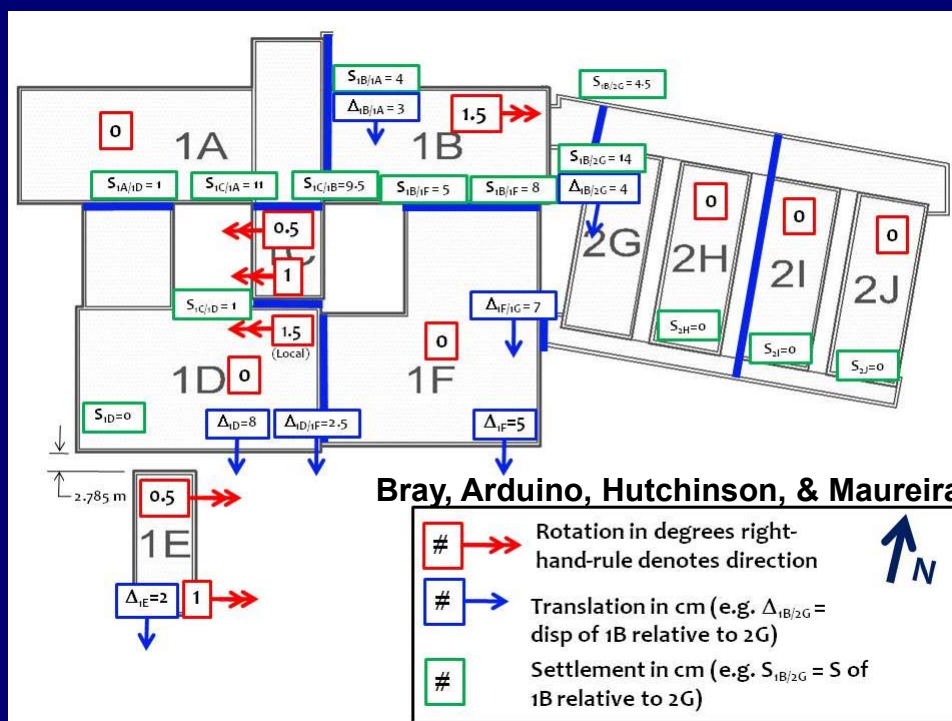 S1B/1A = 4
S1B/2G = 4.5
Δ1B/1A = 3
1.5
0
1A
1B
S1B/2G = 14
S1A/1D = 1
S1C/1A = 11
S1C/1B=9.5
S1B/1F = 5
S1B/1F = 8
Δ1B/2G = 4
0
0
0
0.5
2G
2H
2I
2J
1
S1C/1D = 1
Δ1F/1G = 7
1.5
(Local)
0
S2H=0
S2I=0
S2J=0
1D
0
1F
S1D=0
Δ1D=8
Δ1D/1F=2.5
Δ1F=5
2.785 m
0.5
1E
Δ1E=2
1
Bray, Arduino, Hutchinson, & Maureira
# Rotation in degrees right-
hand-rule denotes direction
# Translation in cm (e.g. Δ1B/2G =
disp of 1B relative to 2G)
# Settlement in cm (e.g. S1B/2G = S of
1B relative to 2G)
N